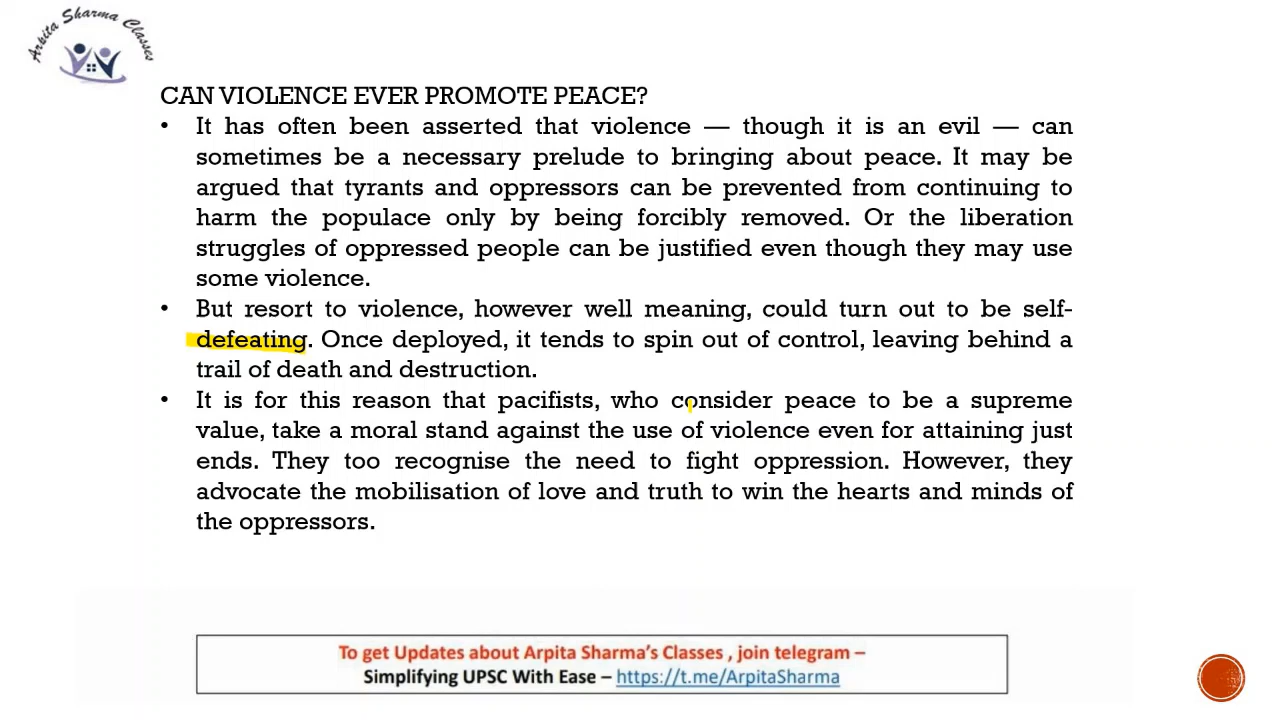 Arpita Sharma Classes
CAN VIOLENCE EVER PROMOTE PEACE?
• It has often been asserted that violence — though it is an evil — can
sometimes be a necessary prelude to bringing about peace. It may be
argued that tyrants and oppressors can be prevented from continuing to
harm the populace only by being forcibly removed. Or the liberation
struggles of oppressed people can be justified even though they may use
some violence.
• But resort to violence, however well meaning, could turn out to be self-
defeating. Once deployed, it tends to spin out of control, leaving behind a
trail of death and destruction.
• It is for this reason that pacifists, who consider peace to be a supreme
value, take a moral stand against the use of violence even for attaining just
ends. They too recognise the need to fight oppression. However, they
advocate the mobilisation of love and truth to win the hearts and minds of
the oppressors.
To get Updates about Arpita Sharma's Classes , join telegram –
Simplifying UPSC With Ease – https://t.me/ArpitaSharma